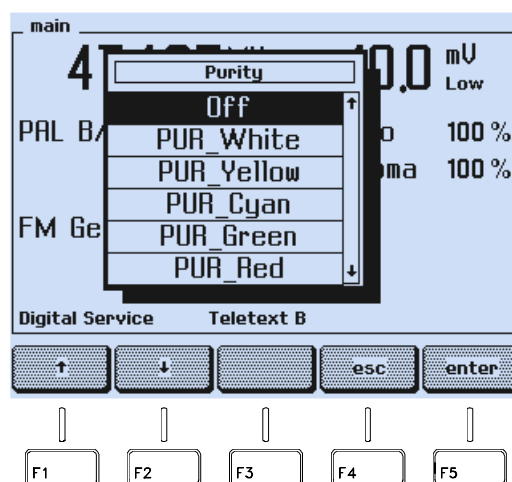 main
mV
Purity
Low
Off
PAL B/
PUR_White
100 %
PUR_Yellow
100 %
PUR_Cyan
FM Ge
PUR_Green
PUR_Red
Digital Service Teletext B
↑ ↓ esc enter
F1 F2 F3 F4 F5